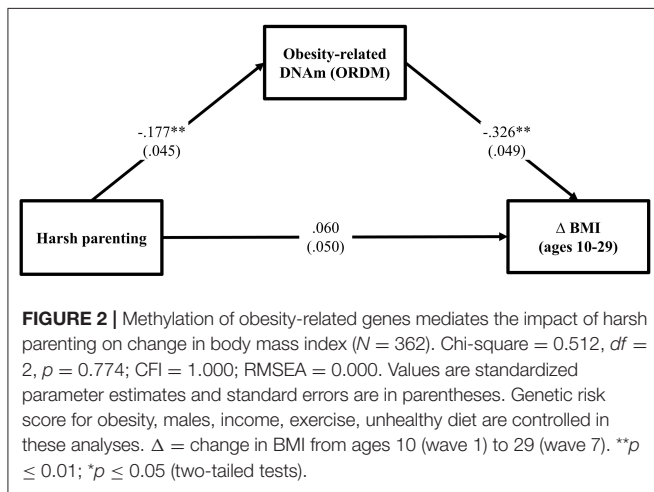 Obesity-related
DNAm (ORDM)
-.177**
(.045)
-.326**
(.049)
Harsh parenting
.060
(.050)
Δ BMI
(ages 10-29)
FIGURE 2 | Methylation of obesity-related genes mediates the impact of harsh
parenting on change in body mass index (N = 362). Chi-square = 0.512, df =
2, p = 0.774; CFI = 1.000; RMSEA = 0.000. Values are standardized
parameter estimates and standard errors are in parentheses. Genetic risk
score for obesity, males, income, exercise, unhealthy diet are controlled in
these analyses. Δ = change in BMI from ages 10 (wave 1) to 29 (wave 7). **p
≤ 0.01; *p ≤ 0.05 (two-tailed tests).